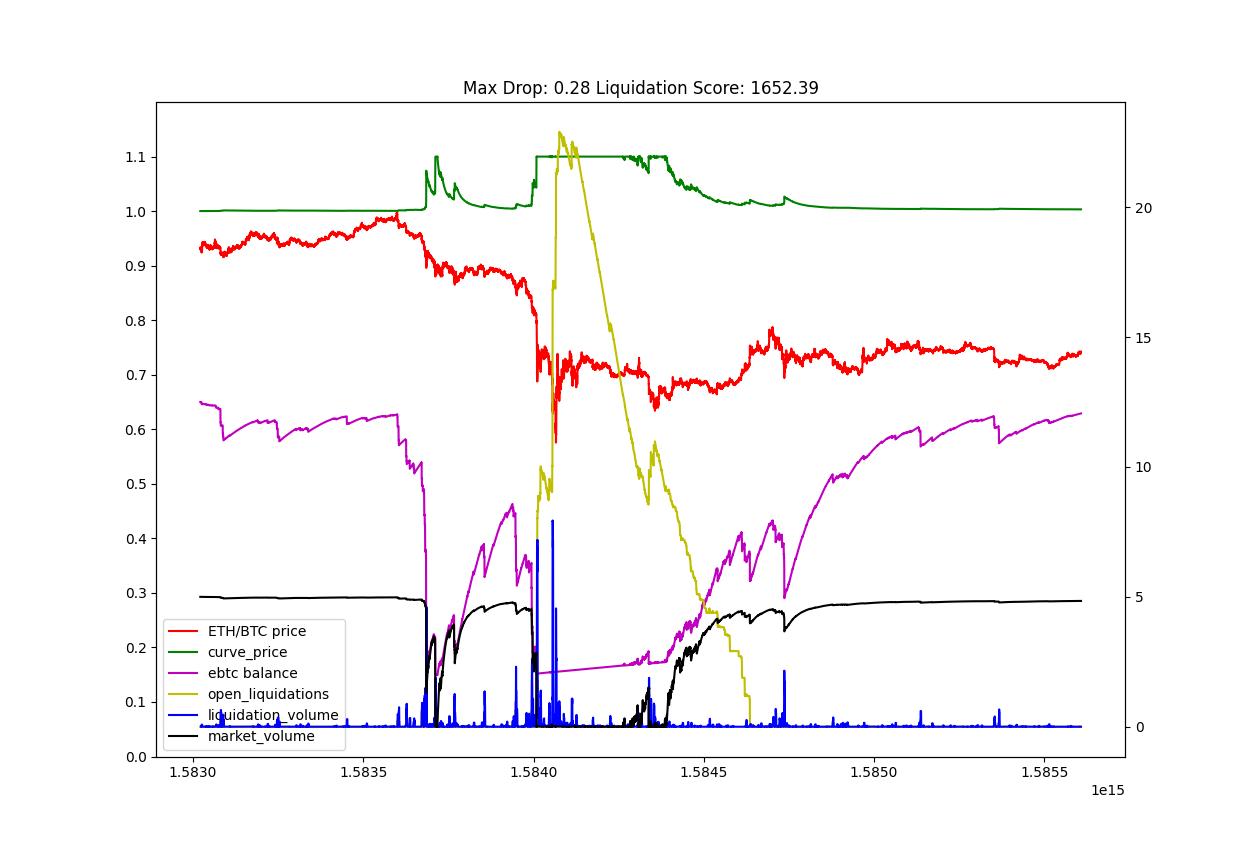 Max Drop: 0.28 Liquidation Score: 1652.39
1.1
1.0
0.9
0.8
0.7
0.6
0.5
0.4
0.3
0.2
0.1
0.0
20
15
10
5
0
ETH/BTC price
curve_price
ebtc balance
open_liquidations
liquidation_volume
market_volume
1.5830 1.5835 1.5840 1.5845 1.5850 1.5855
1e15